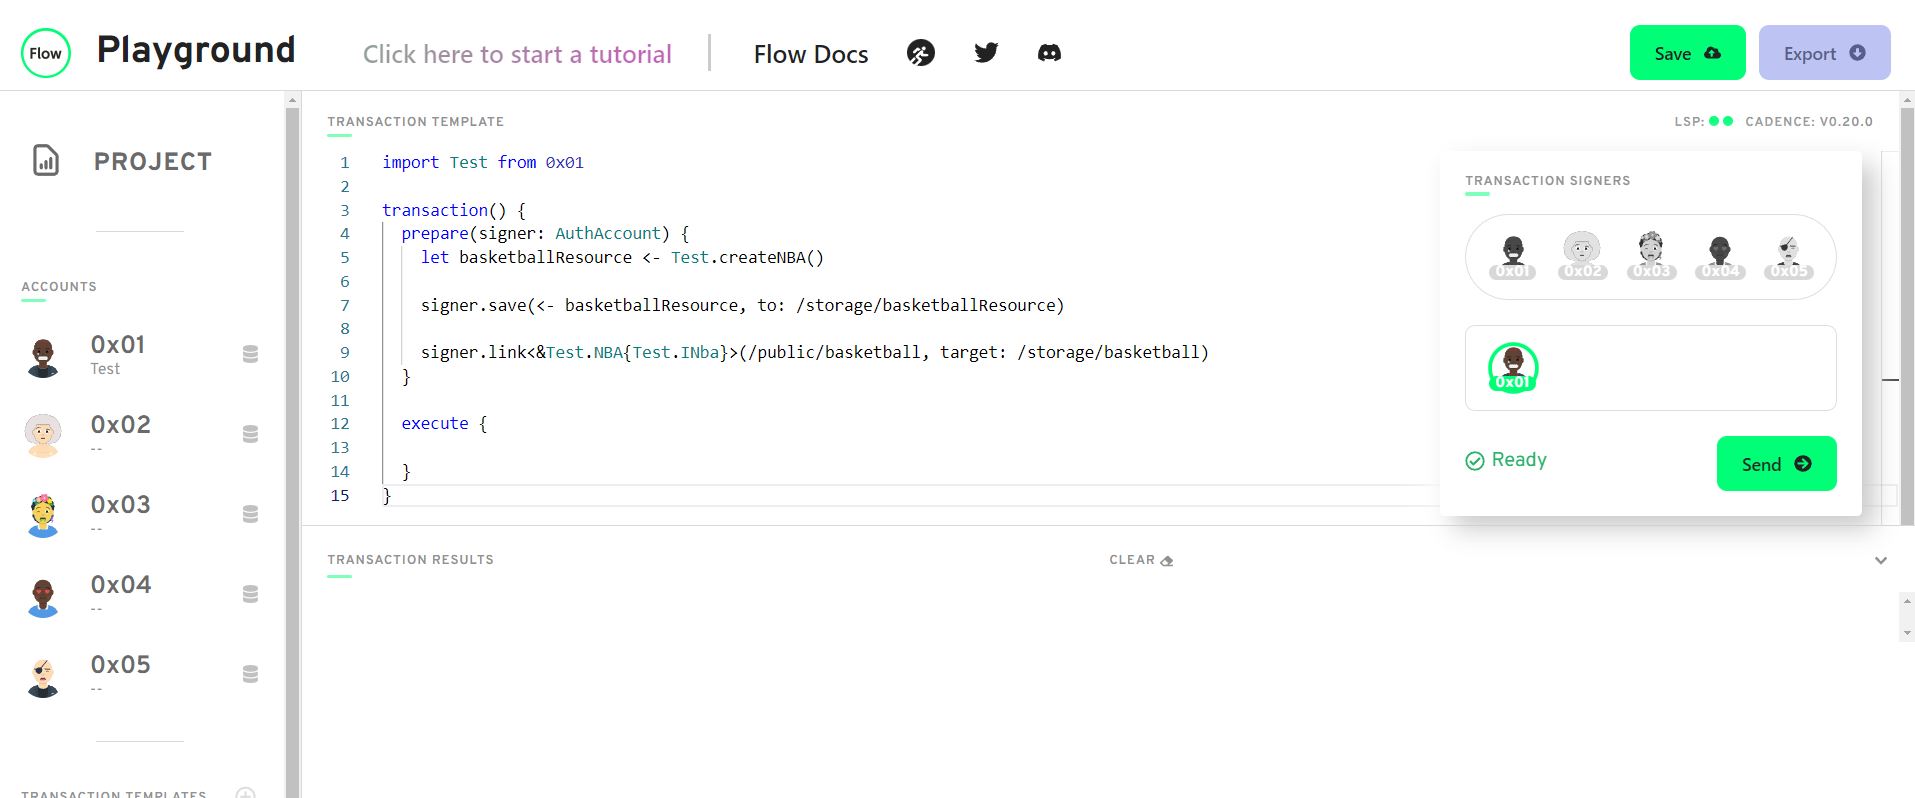 Flow
Playground
Click here to start a tutorial
Flow Docs
Save
Export
PROJECT
ACCOUNTS
0x01
Test
0x02
--
0x03
--
0x04
--
0x05
--
TRANSACTION TEMPLATES
TRANSACTION TEMPLATE
LSP:
CADENCE: V0.20.0
1 import Test from 0x01
2
3 transaction() {
4 prepare(signer: AuthAccount) {
5 let basketballResource <- Test.createNBA()
6
7 signer.save(<- basketballResource, to: /storage/basketballResource)
8
9 signer.link<&Test.NBA{Test.INba}>(/public/basketball, target: /storage/basketball)
10 }
11
12 execute {
13
14 }
15 }
TRANSACTION SIGNERS
0x01 0x02 0x03 0x04 0x05
0x01
Ready
Send
TRANSACTION RESULTS
CLEAR